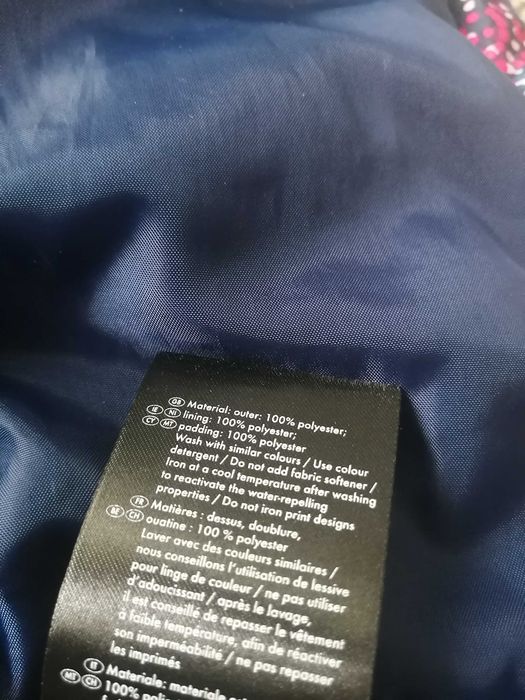 GB Material: outer: 100% polyester;
IE NI lining: 100% polyester;
CY MT padding: 100% polyester
Wash with similar colours / Use colour
detergent / Do not add fabric softener /
Iron at a cool temperature after washing
to reactivate the water-repelling
properties / Do not iron print designs
FR Matières : dessus, doublure,
BE CH ouatine : 100 % polyester
Laver avec des couleurs similaires /
nous conseillons l'utilisation de lessive
pour linge de couleur / ne pas utiliser
d'adoucissant / après le lavage,
il est conseillé de repasser le vêtement
à faible température, afin de réactiver
son imperméabilité / ne pas repasser
les imprimés
IT Materiale: materiale
MT CH 100%